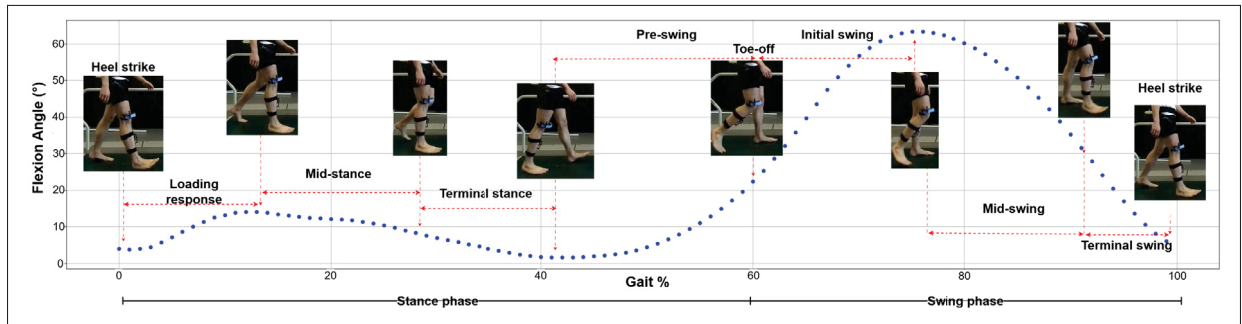 Pre-swing
Initial swing
60
Toe-off
Heel strike
50
Heel strike
Flexion Angle (°)
40
30
Loading
response
Mid-stance
20
Terminal stance
Mid-swing
10
Terminal swing
0
0
20
40
60
80
100
Gait %
Stance phase
Swing phase